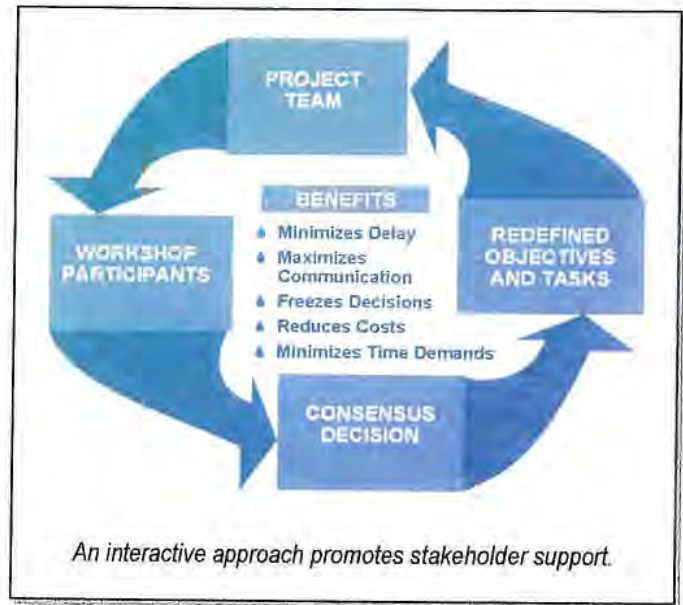 PROJECT
TEAM
BENEFITS
Minimizes Delay
Maximizes
Communication
Freezes Decisions
Reduces Costs
Minimizes Time Demands
WORKSHOP
PARTICIPANTS
REDEFINED
OBJECTIVES
AND TASKS
CONSENSUS
DECISION
An interactive approach promotes stakeholder support.